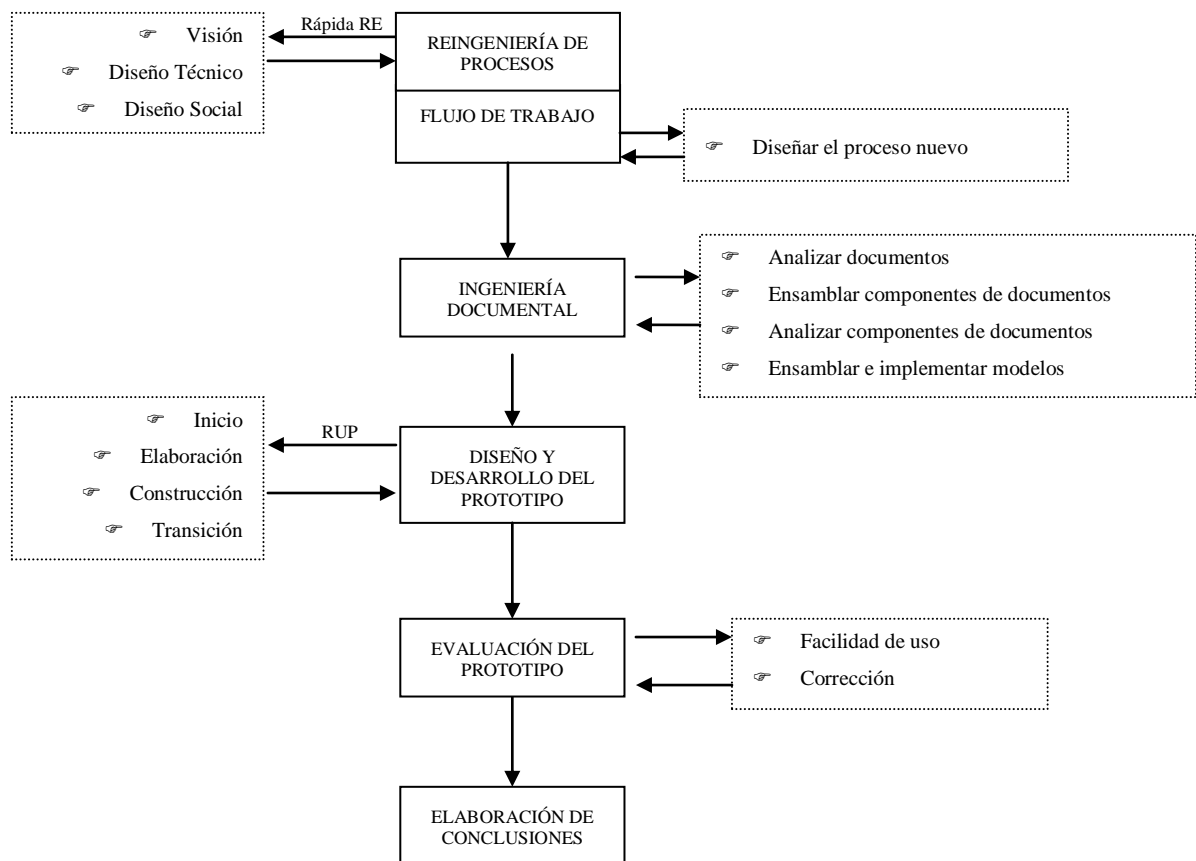 Visión
Diseño Técnico
Diseño Social
Rápida RE
REINGENIERÍA DE
PROCESOS
FLUJO DE TRABAJO
Diseñar el proceso nuevo
INGENIERÍA
DOCUMENTAL
Analizar documentos
Ensamblar componentes de documentos
Analizar componentes de documentos
Ensamblar e implementar modelos
Inicio
Elaboración
Construcción
Transición
RUP
DISEÑO Y
DESARROLLO DEL
PROTOTIPO
EVALUACIÓN DEL
PROTOTIPO
Facilidad de uso
Corrección
ELABORACIÓN DE
CONCLUSIONES